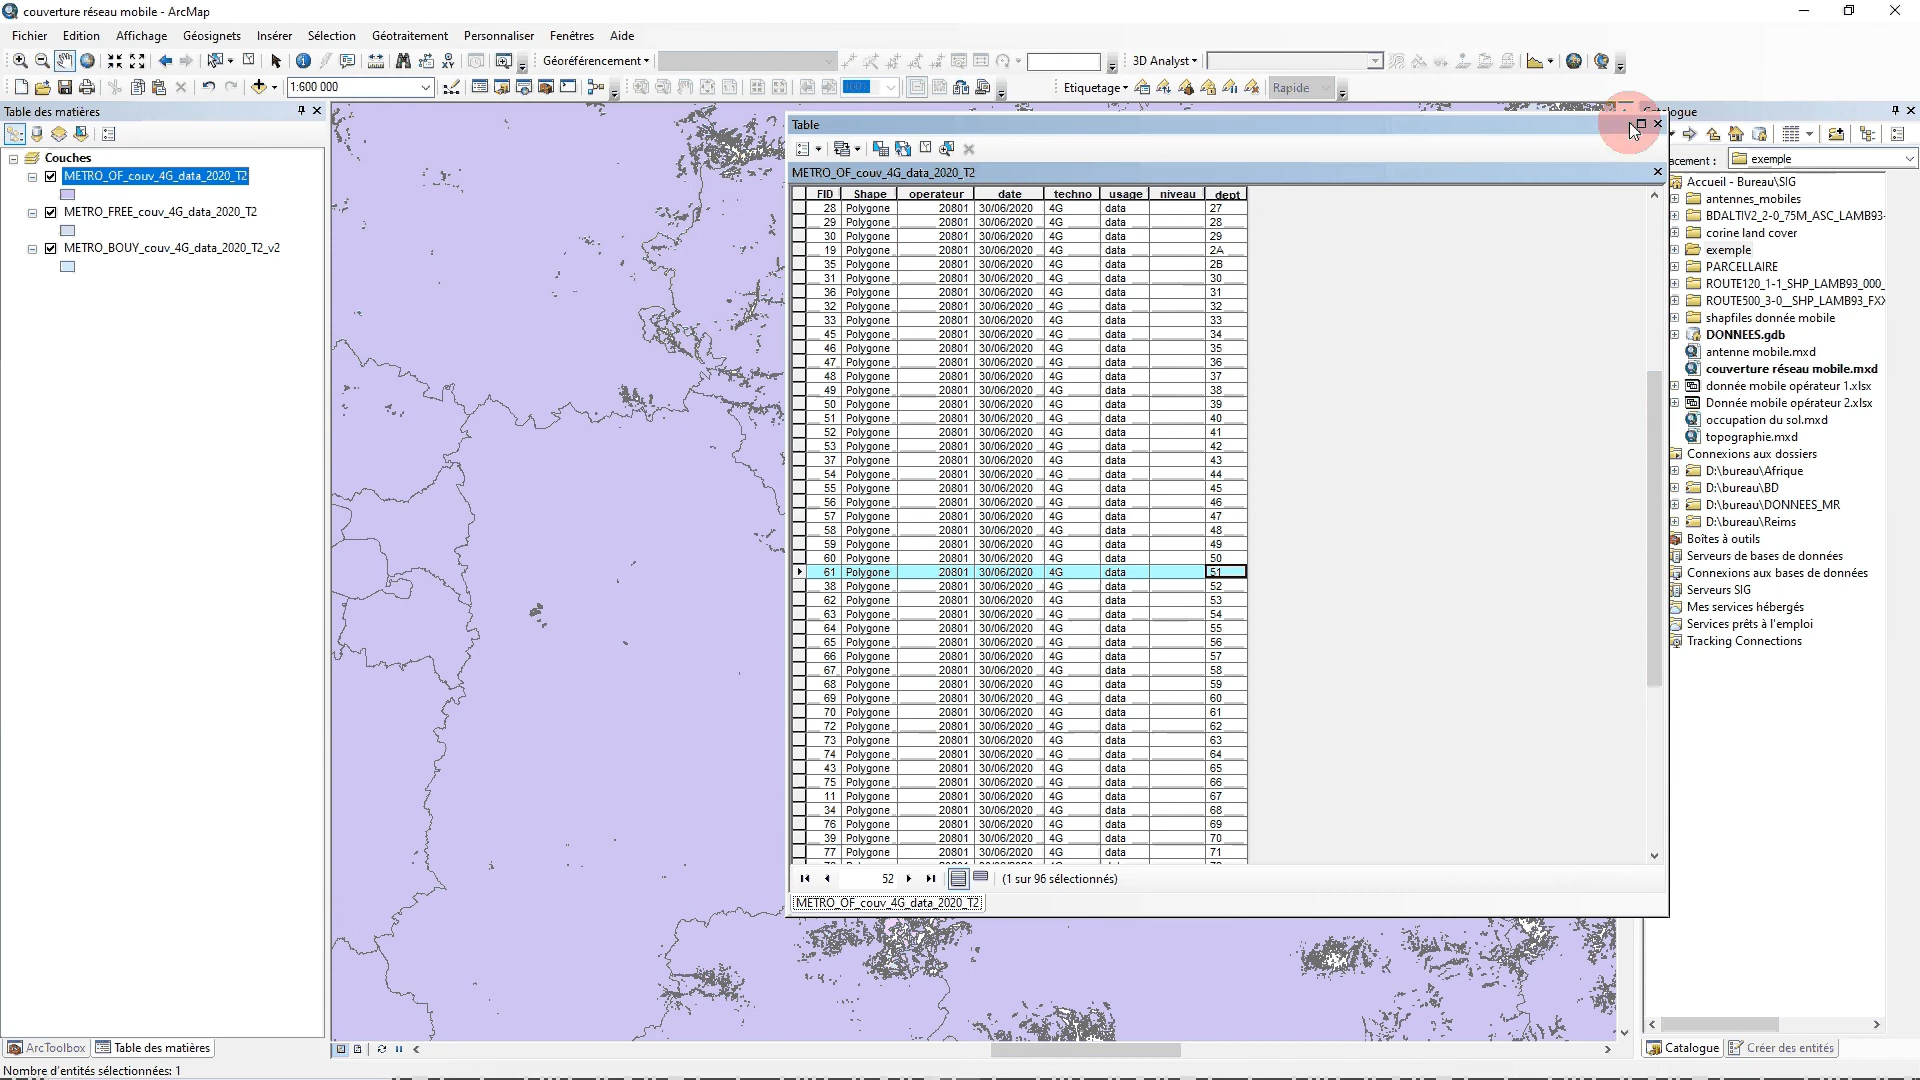 couverture réseau mobile - ArcMap
Fichier Edition Affichage Géosignets Insérer Sélection Géotraitement Personnaliser Fenêtres Aide
Géoréférencement 3D Analyst
1:600 000 100% Etiquetage Rapide
Table des matières
Couches
METRO_OF_couv_4G_data_2020_T2
METRO_FREE_couv_4G_data_2020_T2
METRO_BOUY_couv_4G_data_2020_T2_v2
Table
METRO_OF_couv_4G_data_2020_T2
FID Shape operateur date techno usage niveau dept
28 Polygone 20801 30/06/2020 4G data 27
29 Polygone 20801 30/06/2020 4G data 28
30 Polygone 20801 30/06/2020 4G data 29
19 Polygone 20801 30/06/2020 4G data 2A
35 Polygone 20801 30/06/2020 4G data 2B
31 Polygone 20801 30/06/2020 4G data 30
36 Polygone 20801 30/06/2020 4G data 31
32 Polygone 20801 30/06/2020 4G data 32
33 Polygone 20801 30/06/2020 4G data 33
45 Polygone 20801 30/06/2020 4G data 34
46 Polygone 20801 30/06/2020 4G data 35
47 Polygone 20801 30/06/2020 4G data 36
48 Polygone 20801 30/06/2020 4G data 37
49 Polygone 20801 30/06/2020 4G data 38
50 Polygone 20801 30/06/2020 4G data 39
51 Polygone 20801 30/06/2020 4G data 40
52 Polygone 20801 30/06/2020 4G data 41
53 Polygone 20801 30/06/2020 4G data 42
37 Polygone 20801 30/06/2020 4G data 43
54 Polygone 20801 30/06/2020 4G data 44
55 Polygone 20801 30/06/2020 4G data 45
56 Polygone 20801 30/06/2020 4G data 46
57 Polygone 20801 30/06/2020 4G data 47
58 Polygone 20801 30/06/2020 4G data 48
59 Polygone 20801 30/06/2020 4G data 49
60 Polygone 20801 30/06/2020 4G data 50
61 Polygone 20801 30/06/2020 4G data 51
38 Polygone 20801 30/06/2020 4G data 52
62 Polygone 20801 30/06/2020 4G data 53
63 Polygone 20801 30/06/2020 4G data 54
64 Polygone 20801 30/06/2020 4G data 55
65 Polygone 20801 30/06/2020 4G data 56
66 Polygone 20801 30/06/2020 4G data 57
67 Polygone 20801 30/06/2020 4G data 58
68 Polygone 20801 30/06/2020 4G data 59
69 Polygone 20801 30/06/2020 4G data 60
70 Polygone 20801 30/06/2020 4G data 61
72 Polygone 20801 30/06/2020 4G data 62
73 Polygone 20801 30/06/2020 4G data 63
74 Polygone 20801 30/06/2020 4G data 64
43 Polygone 20801 30/06/2020 4G data 65
75 Polygone 20801 30/06/2020 4G data 66
11 Polygone 20801 30/06/2020 4G data 67
34 Polygone 20801 30/06/2020 4G data 68
76 Polygone 20801 30/06/2020 4G data 69
39 Polygone 20801 30/06/2020 4G data 70
77 Polygone 20801 30/06/2020 4G data 71
52 (1 sur 96 sélectionnés)
METRO_OF_couv_4G_data_2020_T2
ogue
acement : exemple
Accueil - Bureau\SIG
antennes_mobiles
BDALTIV2_2-0_75M_ASC_LAMB93-
corine land cover
exemple
PARCELLAIRE
ROUTE120_1-1_SHP_LAMB93_000_
ROUTE500_3-0__SHP_LAMB93_FXX
shapfiles donnée mobile
DONNEES.gdb
antenne mobile.mxd
couverture réseau mobile.mxd
donnée mobile opérateur 1.xlsx
Donnée mobile opérateur 2.xlsx
occupation du sol.mxd
topographie.mxd
Connexions aux dossiers
D:\bureau\Afrique
D:\bureau\BD
D:\bureau\DONNEES_MR
D:\bureau\Reims
Boîtes à outils
Serveurs de bases de données
Connexions aux bases de données
Serveurs SIG
Mes services hébergés
Services prêts à l'emploi
Tracking Connections
ArcToolbox Table des matières
Catalogue Créer des entités
Nombre d'entités sélectionnées: 1